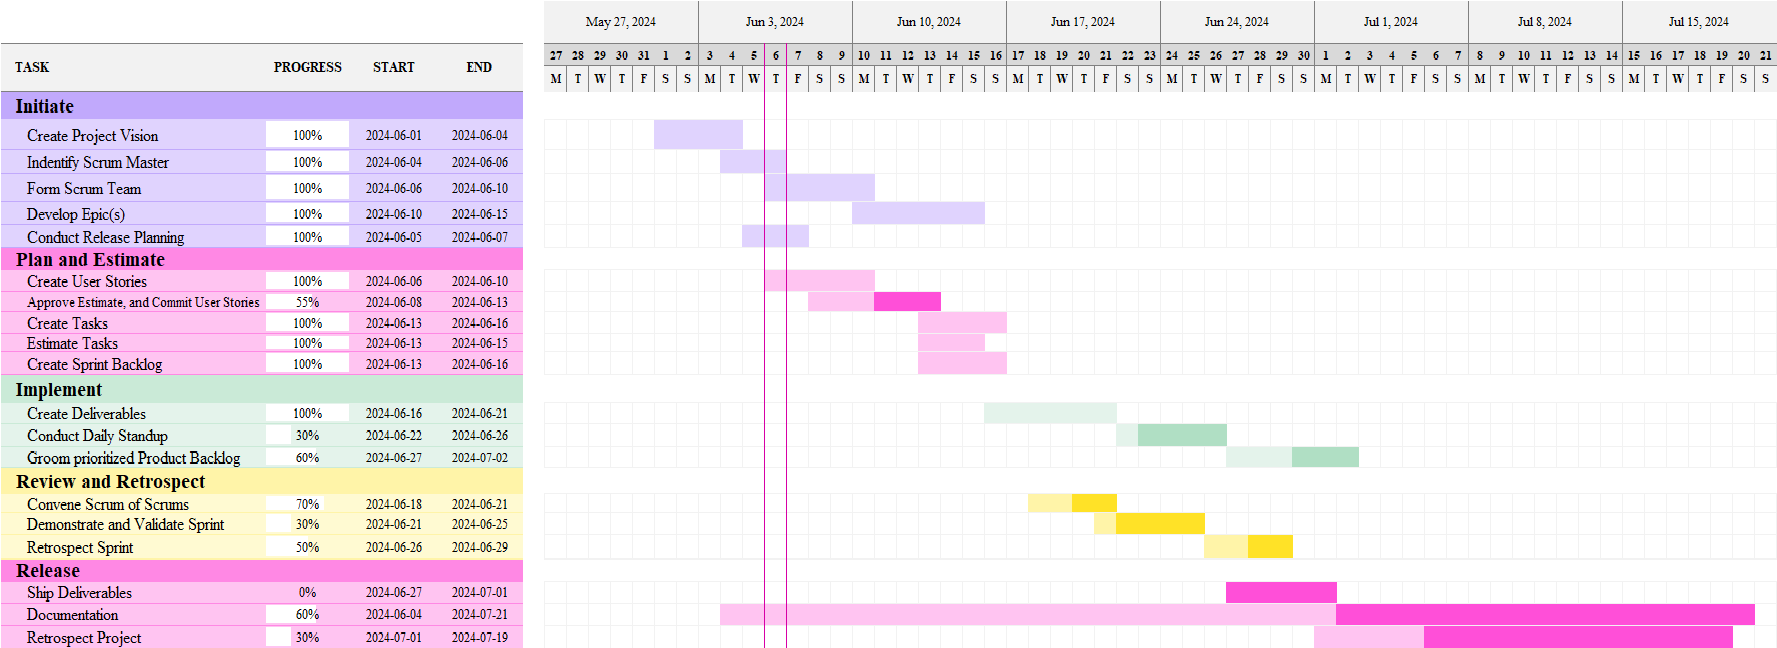 May 27, 2024 Jun 3, 2024 Jun 10, 2024 Jun 17, 2024 Jun 24, 2024 Jul 1, 2024 Jul 8, 2024 Jul 15, 2024
27 28 29 30 31 1 2 3 4 5 6 7 8 9 10 11 12 13 14 15 16 17 18 19 20 21 22 23 24 25 26 27 28 29 30 1 2 3 4 5 6 7 8 9 10 11 12 13 14 15 16 17 18 19 20 21
TASK PROGRESS START END
M T W T F S S M T W T F S S M T W T F S S M T W T F S S M T W T F S S M T W T F S S M T W T F S S M T W T F S S
Initiate
Create Project Vision 100% 2024-06-01 2024-06-04
Indentify Scrum Master 100% 2024-06-04 2024-06-06
Form Scrum Team 100% 2024-06-06 2024-06-10
Develop Epic(s) 100% 2024-06-10 2024-06-15
Conduct Release Planning 100% 2024-06-05 2024-06-07
Plan and Estimate
Create User Stories 100% 2024-06-06 2024-06-10
Approve Estimate, and Commit User Stories 55% 2024-06-08 2024-06-13
Create Tasks 100% 2024-06-13 2024-06-16
Estimate Tasks 100% 2024-06-13 2024-06-15
Create Sprint Backlog 100% 2024-06-13 2024-06-16
Implement
Create Deliverables 100% 2024-06-16 2024-06-21
Conduct Daily Standup 30% 2024-06-22 2024-06-26
Groom prioritized Product Backlog 60% 2024-06-27 2024-07-02
Review and Retrospect
Convene Scrum of Scrums 70% 2024-06-18 2024-06-21
Demonstrate and Validate Sprint 30% 2024-06-21 2024-06-25
Retrospect Sprint 50% 2024-06-26 2024-06-29
Release
Ship Deliverables 0% 2024-06-27 2024-07-01
Documentation 60% 2024-06-04 2024-07-21
Retrospect Project 30% 2024-07-01 2024-07-19